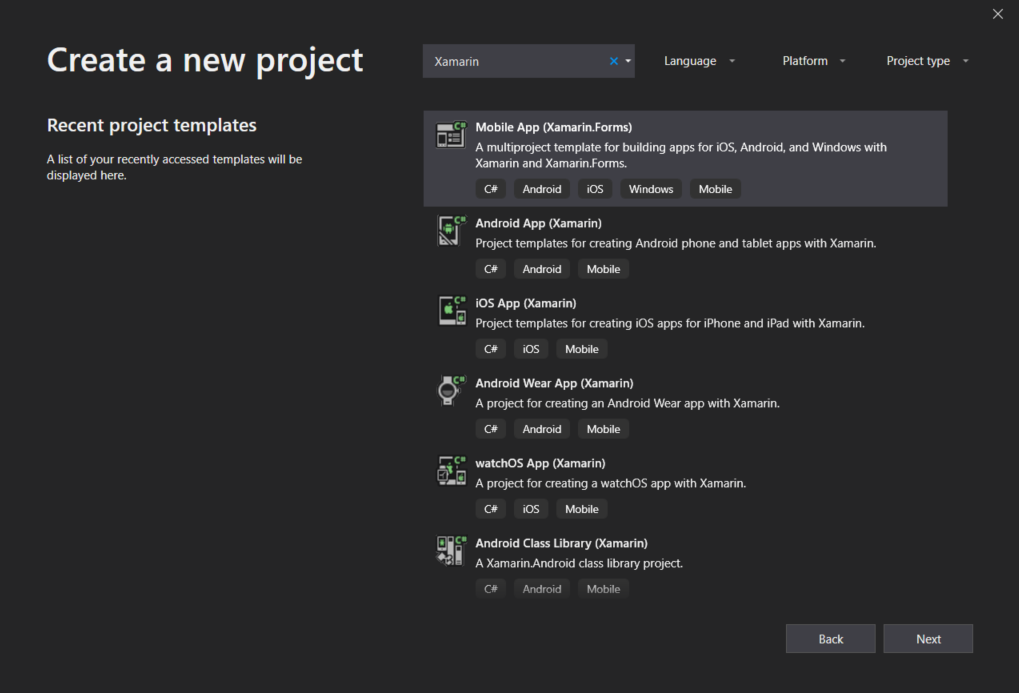 Create a new project
Xamarin
Language
Platform
Project type
Recent project templates
A list of your recently accessed templates will be
displayed here.
Mobile App (Xamarin.Forms)
A multiproject template for building apps for iOS, Android, and Windows with
Xamarin and Xamarin.Forms.
C# Android iOS Windows Mobile
Android App (Xamarin)
Project templates for creating Android phone and tablet apps with Xamarin.
C# Android Mobile
iOS App (Xamarin)
Project templates for creating iOS apps for iPhone and iPad with Xamarin.
C# iOS Mobile
Android Wear App (Xamarin)
A project for creating an Android Wear app with Xamarin.
C# Android Mobile
watchOS App (Xamarin)
A project for creating a watchOS app with Xamarin.
C# iOS Mobile
Android Class Library (Xamarin)
A Xamarin.Android class library project.
C# Android Mobile
Back
Next